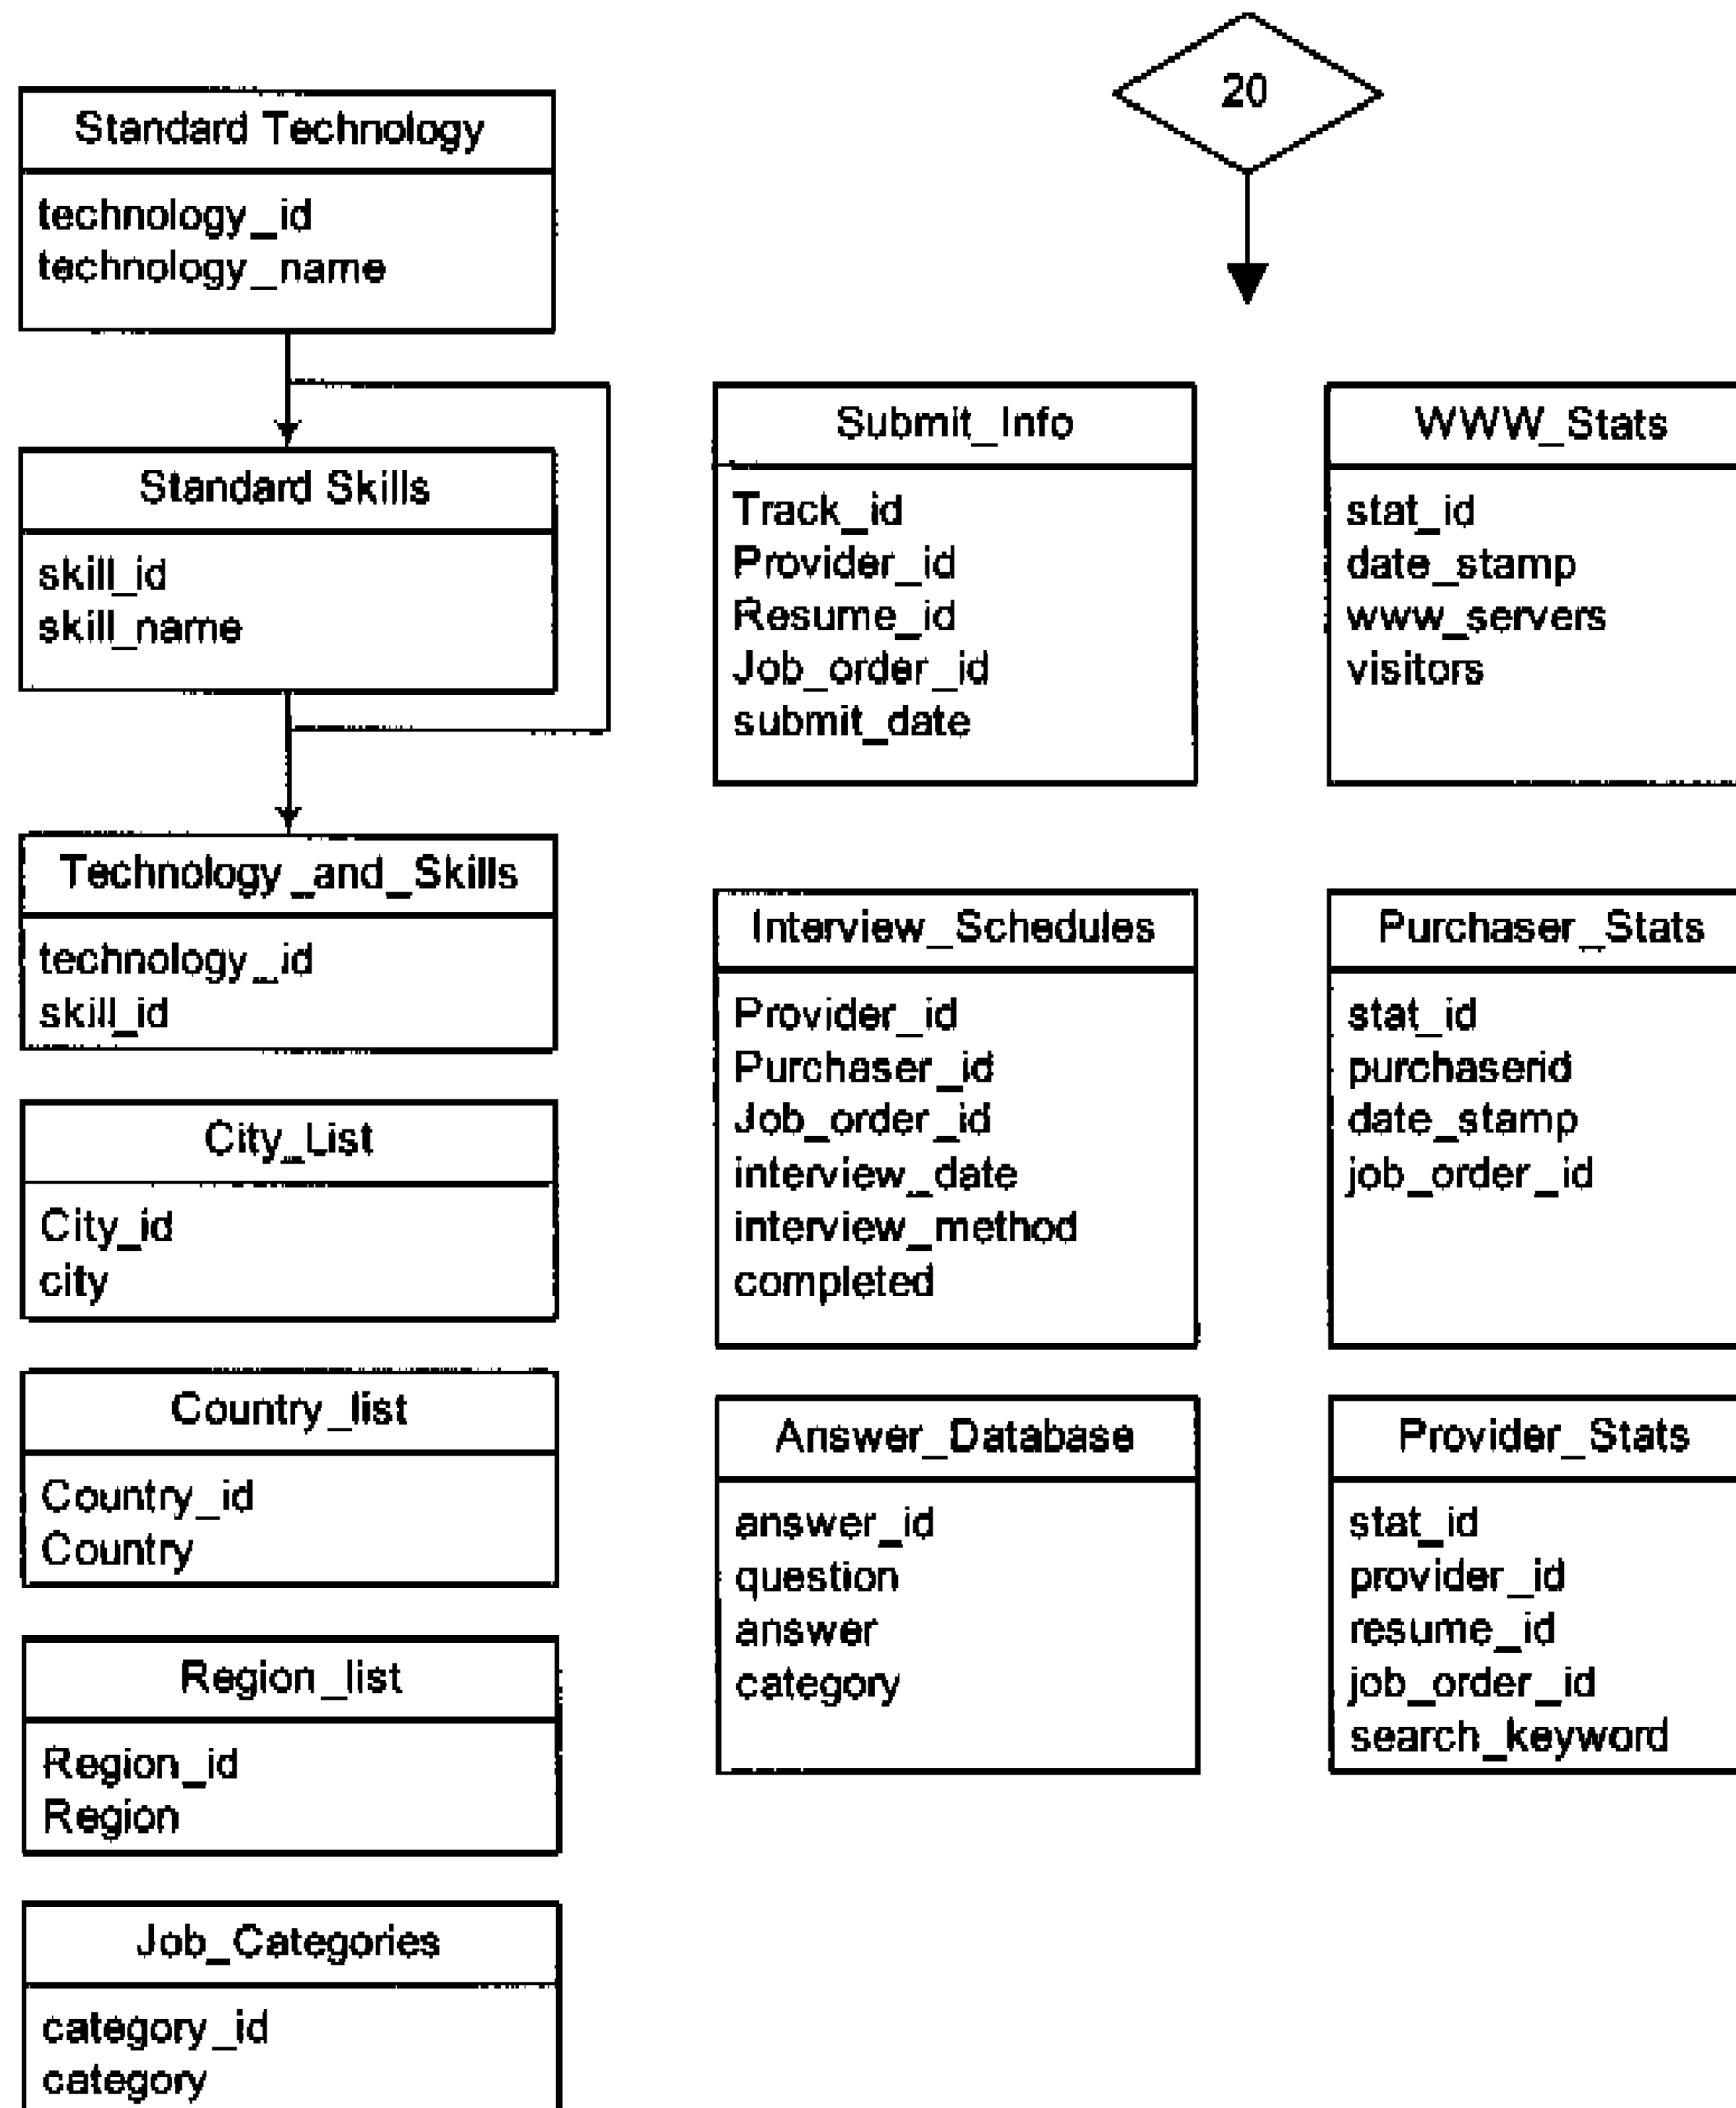 20
Standard Technology
technology_id
technology_name
Standard Skills
skill_id
skill_name
Technology_and_Skills
technology_id
skill_id
City_List
City_id
city
Country_list
Country_id
Country
Region_list
Region_id
Region
Job_Categories
category_id
category
Submit_Info
Track_id
Provider_id
Resume_id
Job_order_id
submit_date
Interview_Schedules
Provider_id
Purchaser_id
Job_order_id
interview_date
interview_method
completed
Answer_Database
answer_id
question
answer
category
WWW_Stats
stat_id
date_stamp
www_servers
visitors
Purchaser_Stats
stat_id
purchaserid
date_stamp
job_order_id
Provider_Stats
stat_id
provider_id
resume_id
job_order_id
search_keyword